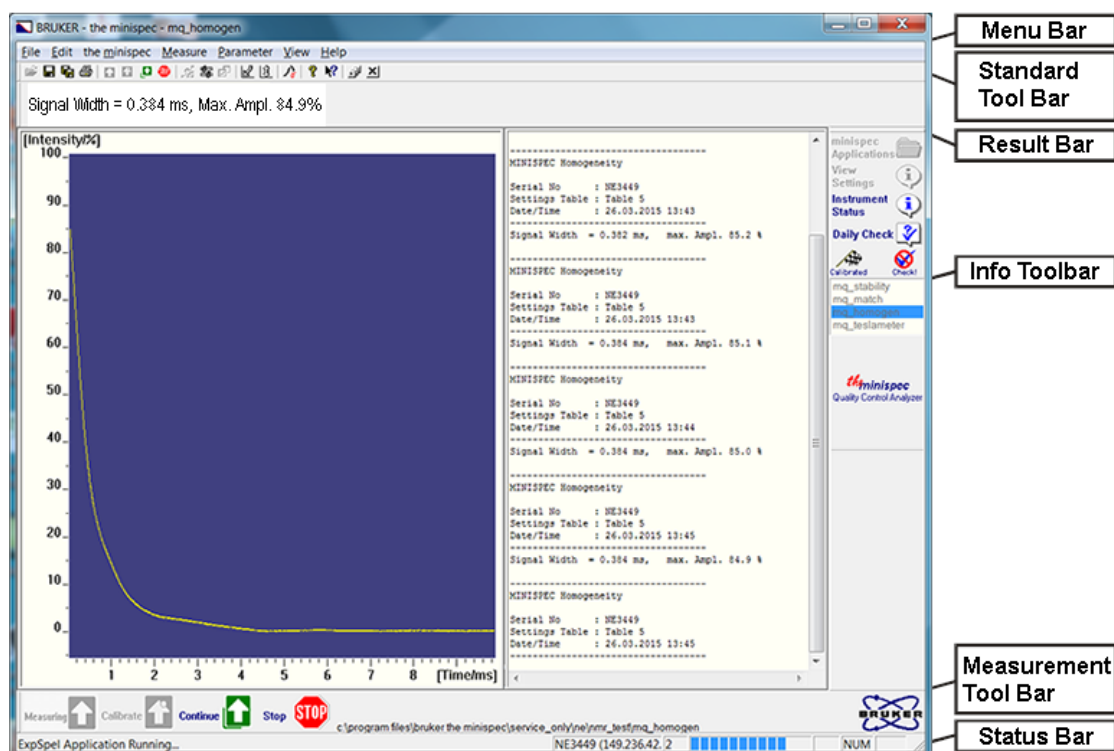 BRUKER - the minispec - mq_homogen
Menu Bar
File Edit the minispec Measure Parameter View Help
Standard
Tool Bar
Signal Width = 0.384 ms, Max. Ampl. 84.9%
Result Bar
[Intensity/%]
100
90
80
70
60
50
40
30
20
10
0
1 2 3 4 5 6 7 8 [Time/ms]
MINISPEC Homogeneity
Serial No : NE3449
Settings Table : Table 5
Date/Time : 26.03.2015 13:43
Signal Width = 0.382 ms, max. Ampl. 85.2 %
MINISPEC Homogeneity
Serial No : NE3449
Settings Table : Table 5
Date/Time : 26.03.2015 13:43
Signal Width = 0.384 ms, max. Ampl. 85.1 %
MINISPEC Homogeneity
Serial No : NE3449
Settings Table : Table 5
Date/Time : 26.03.2015 13:44
Signal Width = 0.384 ms, max. Ampl. 85.0 %
MINISPEC Homogeneity
Serial No : NE3449
Settings Table : Table 5
Date/Time : 26.03.2015 13:45
Signal Width = 0.384 ms, max. Ampl. 84.9 %
MINISPEC Homogeneity
Serial No : NE3449
Settings Table : Table 5
Date/Time : 26.03.2015 13:45
minispec
Applications
View
Settings
Instrument
Status
Daily Check
Calibrated Check!
Info Toolbar
mq_stability
mq_match
mq_homogen
mq_teslameter
the minispec
Quality Control Analyzer
Measurement
Tool Bar
Measuring Calibrate Continue Stop STOP
c:\program files\bruker the minispec\service_only\ne\nmr_test\mq_homogen
BRUKER
Status Bar
ExpSpel Application Running...
NE3449 (149.236.42. 2
NUM